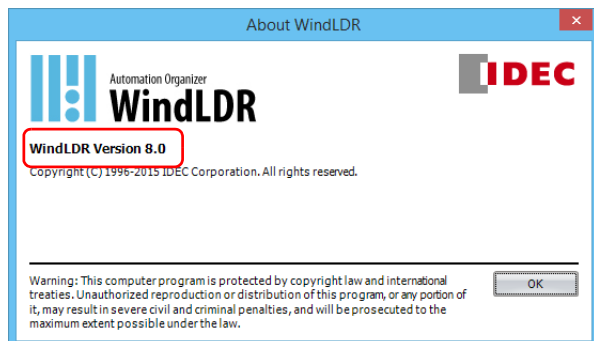 About WindLDR
×
Automation Organizer
WindLDR
IDEC
WindLDR Version 8.0
Copyright (C) 1996-2015 IDEC Corporation. All rights reserved.
Warning: This computer program is protected by copyright law and international
treaties. Unauthorized reproduction or distribution of this program, or any portion of
it, may result in severe civil and criminal penalties, and will be prosecuted to the
maximum extent possible under the law.
OK